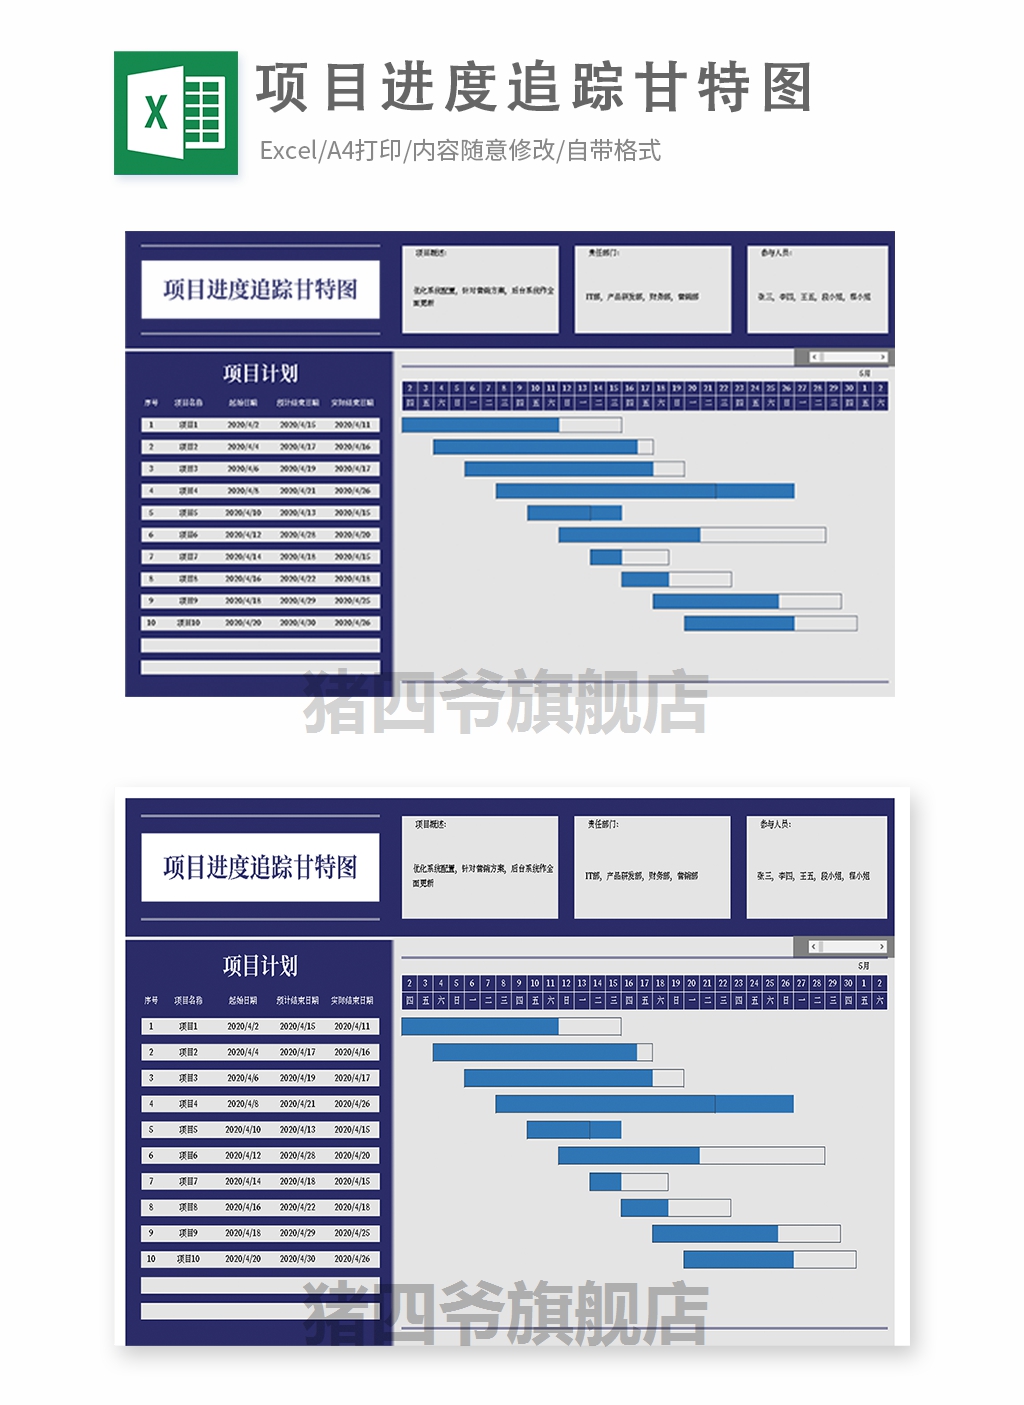 X
项目进度追踪甘特图
Excel/A4打印/内容随意修改/自带格式
项目进度追踪甘特图
项目概述:
优化系统配置，针对营销方案，后台系统作全
面更新
责任部门:
IT部，产品研发部，财务部，营销部
参与人员:
张三，李四，王五，段小姐，程小姐
项目计划
5月
2 3 4 5 6 7 8 9 10 11 12 13 14 15 16 17 18 19 20 21 22 23 24 25 26 27 28 29 30 1 2
四 五 六 日 一 二 三 四 五 六 日 一 二 三 四 五 六 日 一 二 三 四 五 六 日 一 二 三 四 五 六
序号 项目名称 起始日期 预计结束日期 实际结束日期
1 项目1 2020/4/2 2020/4/15 2020/4/11
2 项目2 2020/4/4 2020/4/17 2020/4/16
3 项目3 2020/4/6 2020/4/19 2020/4/17
4 项目4 2020/4/8 2020/4/21 2020/4/26
5 项目5 2020/4/10 2020/4/13 2020/4/15
6 项目6 2020/4/12 2020/4/28 2020/4/20
7 项目7 2020/4/14 2020/4/18 2020/4/15
8 项目8 2020/4/16 2020/4/22 2020/4/18
9 项目9 2020/4/18 2020/4/29 2020/4/25
10 项目10 2020/4/20 2020/4/30 2020/4/26
猪四爷旗舰店
项目进度追踪甘特图
项目概述:
优化系统配置，针对营销方案，后台系统作全
面更新
责任部门:
IT部，产品研发部，财务部，营销部
参与人员:
张三，李四，王五，段小姐，程小姐
项目计划
5月
2 3 4 5 6 7 8 9 10 11 12 13 14 15 16 17 18 19 20 21 22 23 24 25 26 27 28 29 30 1 2
四 五 六 日 一 二 三 四 五 六 日 一 二 三 四 五 六 日 一 二 三 四 五 六 日 一 二 三 四 五 六
序号 项目名称 起始日期 预计结束日期 实际结束日期
1 项目1 2020/4/2 2020/4/15 2020/4/11
2 项目2 2020/4/4 2020/4/17 2020/4/16
3 项目3 2020/4/6 2020/4/19 2020/4/17
4 项目4 2020/4/8 2020/4/21 2020/4/26
5 项目5 2020/4/10 2020/4/13 2020/4/15
6 项目6 2020/4/12 2020/4/28 2020/4/20
7 项目7 2020/4/14 2020/4/18 2020/4/15
8 项目8 2020/4/16 2020/4/22 2020/4/18
9 项目9 2020/4/18 2020/4/29 2020/4/25
10 项目10 2020/4/20 2020/4/30 2020/4/26
猪四爷旗舰店